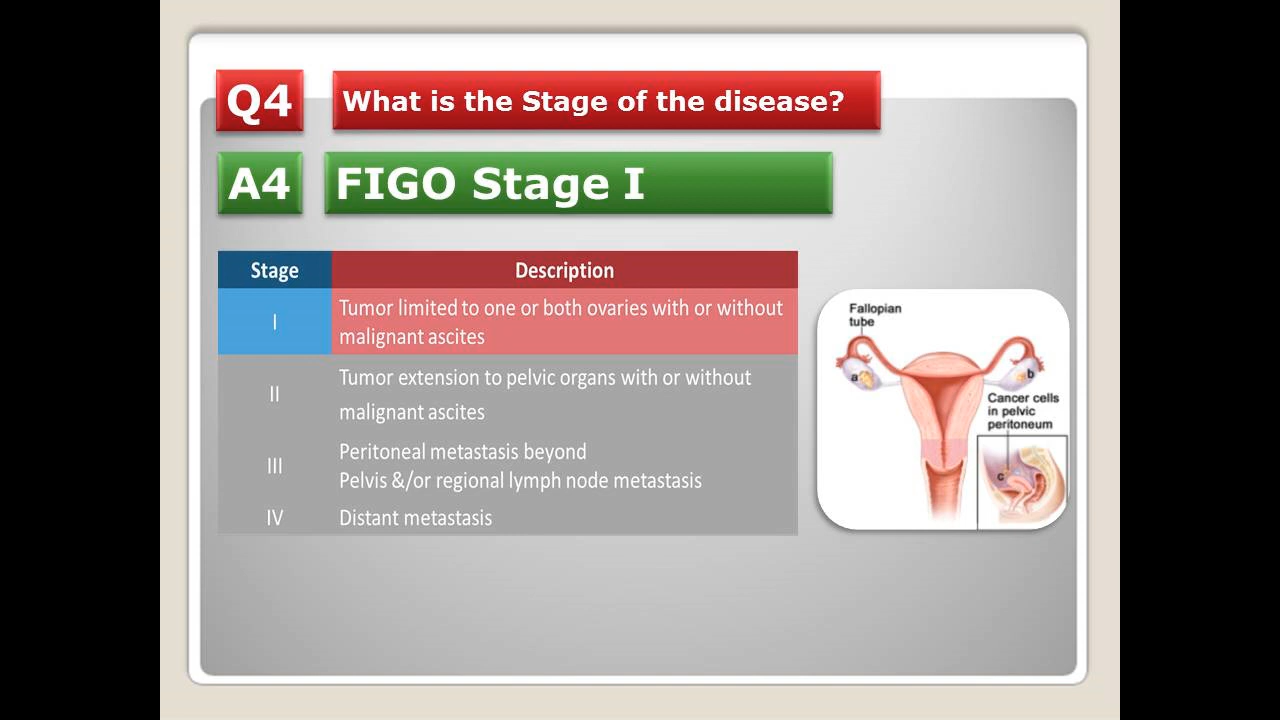 Q4
What is the Stage of the disease?
A4
FIGO Stage I
Stage Description
I
Tumor limited to one or both ovaries with or without
malignant ascites
II
Tumor extension to pelvic organs with or without
malignant ascites
III
Peritoneal metastasis beyond
Pelvis &/or regional lymph node metastasis
IV Distant metastasis
Fallopian
tube
a
b
Cancer cells
in pelvic
peritoneum
c